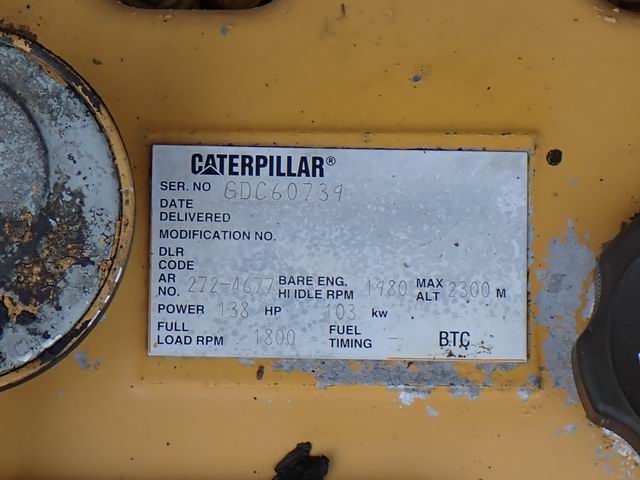 CATERPILLAR®
SER. NO GDC60739
DATE
DELIVERED
MODIFICATION NO.
DLR
CODE
AR
NO. 272-4677 BARE ENG.
HI IDLE RPM 1980 MAX
ALT 2300 M
POWER 138 HP 103 kw
FULL
LOAD RPM 1800 FUEL
TIMING - BTC